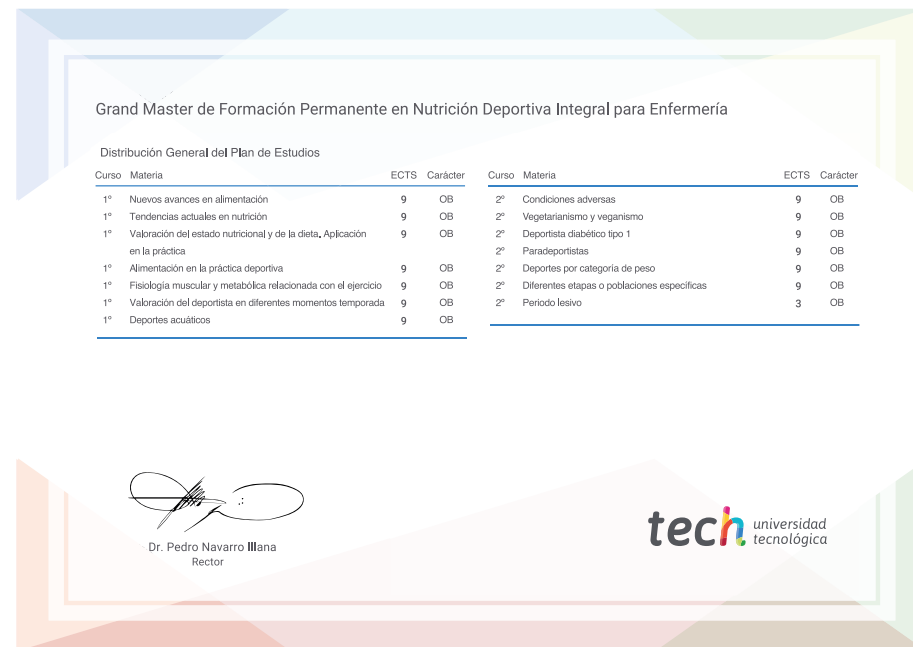 Grand Master de Formación Permanente en Nutrición Deportiva Integral para Enfermería
Distribución General del Plan de Estudios
Curso Materia ECTS Carácter
1º Nuevos avances en alimentación 9 OB
1º Tendencias actuales en nutrición 9 OB
1º Valoración del estado nutricional y de la dieta. Aplicación 9 OB
en la práctica
1º Alimentación en la práctica deportiva 9 OB
1º Fisiología muscular y metabólica relacionada con el ejercicio 9 OB
1º Valoración del deportista en diferentes momentos temporada 9 OB
1º Deportes acuáticos 9 OB
Curso Materia ECTS Carácter
2º Condiciones adversas 9 OB
2º Vegetarianismo y veganismo 9 OB
2º Deportista diabético tipo 1 9 OB
2º Paradeportistas 9 OB
2º Deportes por categoría de peso 9 OB
2º Diferentes etapas o poblaciones específicas 9 OB
2º Periodo lesivo 3 OB
Dr. Pedro Navarro Illana
Rector
tech universidad
tecnológica